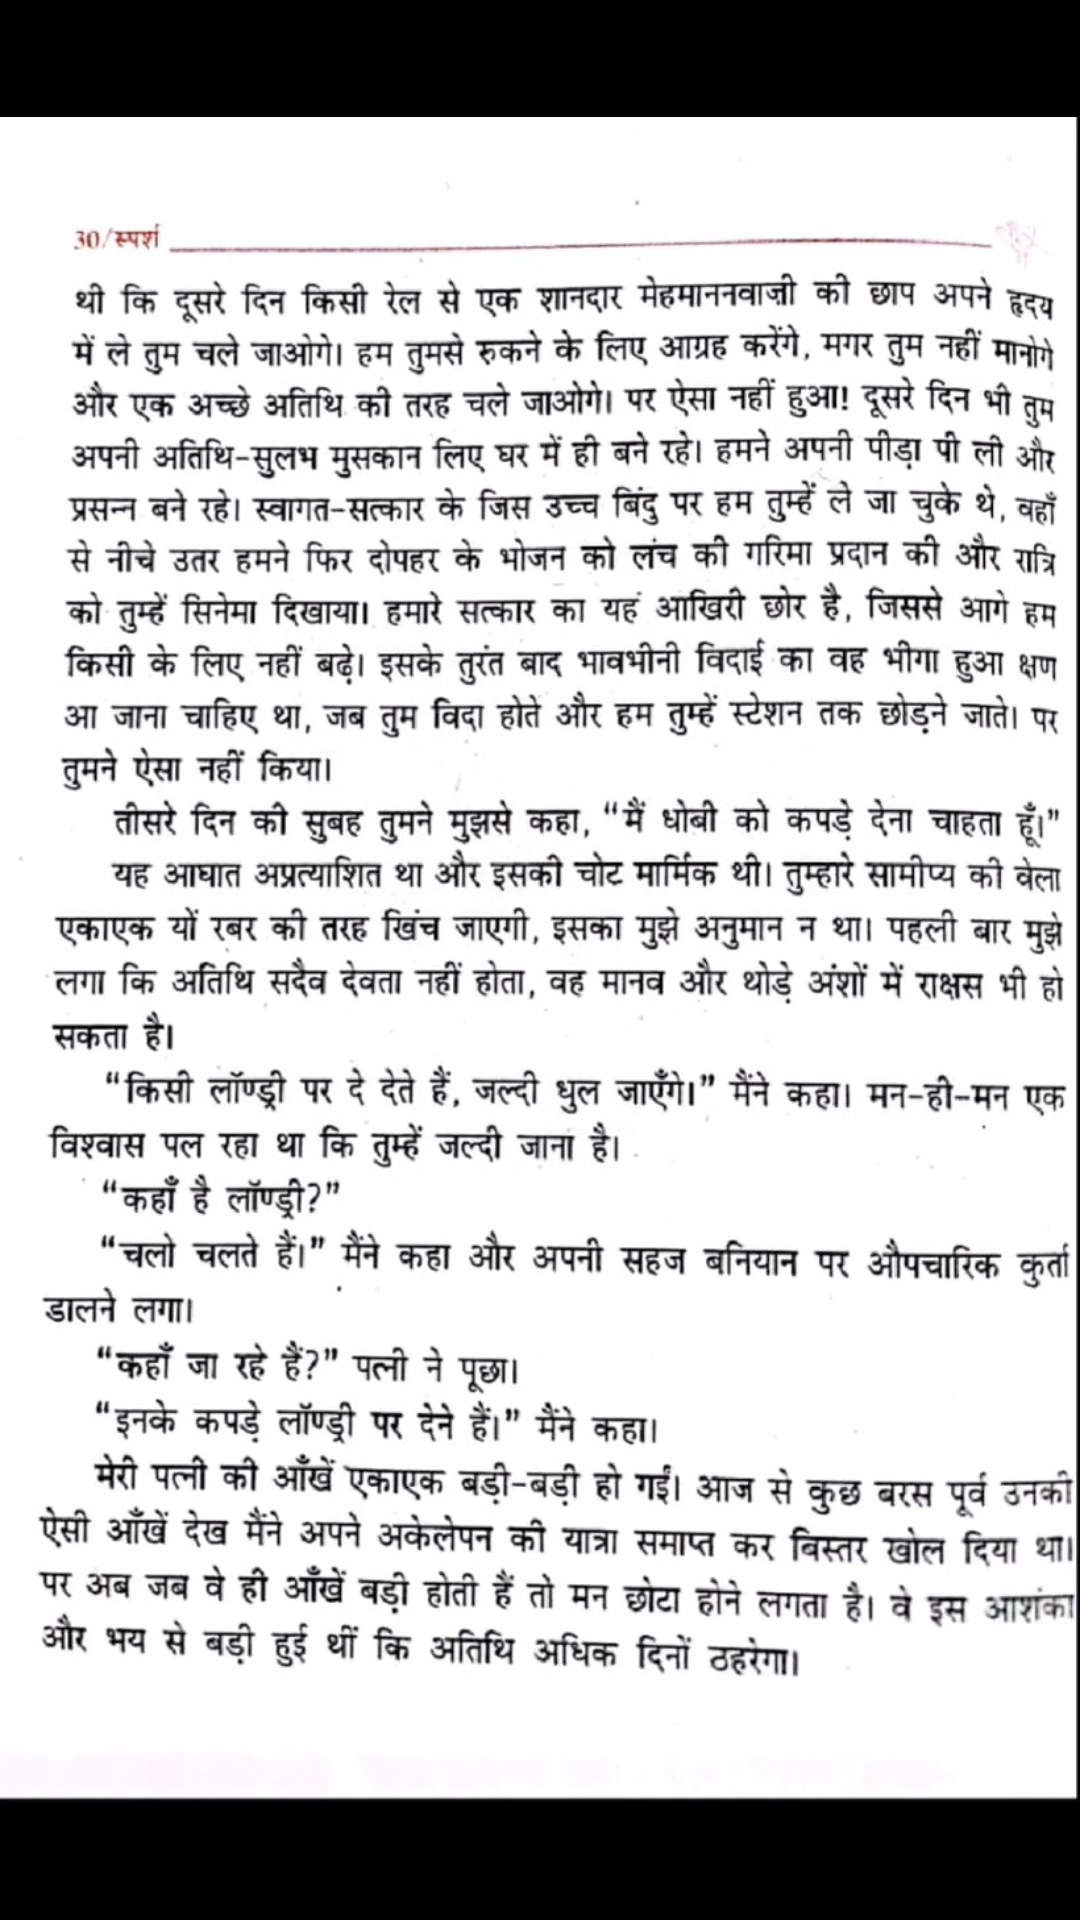 30/स्पर्श
थी कि दूसरे दिन किसी रेल से एक शानदार मेहमाननवाज़ी की छाप अपने हृदय
में ले तुम चले जाओगे। हम तुमसे रुकने के लिए आग्रह करेंगे, मगर तुम नहीं मानोगे
और एक अच्छे अतिथि की तरह चले जाओगे। पर ऐसा नहीं हुआ! दूसरे दिन भी तुम
अपनी अतिथि-सुलभ मुसकान लिए घर में ही बने रहे। हमने अपनी पीड़ा पी ली और
प्रसन्न बने रहे। स्वागत-सत्कार के जिस उच्च बिंदु पर हम तुम्हें ले जा चुके थे, वहाँ
से नीचे उतर हमने फिर दोपहर के भोजन को लंच की गरिमा प्रदान की और रात्रि
को तुम्हें सिनेमा दिखाया। हमारे सत्कार का यह आखिरी छोर है, जिससे आगे हम
किसी के लिए नहीं बढ़े। इसके तुरंत बाद भावभीनी विदाई का वह भीगा हुआ क्षण
आ जाना चाहिए था, जब तुम विदा होते और हम तुम्हें स्टेशन तक छोड़ने जाते। पर
तुमने ऐसा नहीं किया।
तीसरे दिन की सुबह तुमने मुझसे कहा, “मैं धोबी को कपड़े देना चाहता हूँ।”
यह आघात अप्रत्याशित था और इसकी चोट मार्मिक थी। तुम्हारे सामीप्य की वेला
एकाएक यों रबर की तरह खिंच जाएगी, इसका मुझे अनुमान न था। पहली बार मुझे
लगा कि अतिथि सदैव देवता नहीं होता, वह मानव और थोड़े अंशों में राक्षस भी हो
सकता है।
“किसी लॉण्ड्री पर दे देते हैं, जल्दी धुल जाएँगे।” मैंने कहा। मन-ही-मन एक
विश्वास पल रहा था कि तुम्हें जल्दी जाना है।
“कहाँ है लॉण्ड्री?”
“चलो चलते हैं।” मैंने कहा और अपनी सहज बनियान पर औपचारिक कुर्ता
डालने लगा।
“कहाँ जा रहे हैं?” पत्नी ने पूछा।
“इनके कपड़े लॉण्ड्री पर देने हैं।” मैंने कहा।
मेरी पत्नी की आँखें एकाएक बड़ी-बड़ी हो गईं। आज से कुछ बरस पूर्व उनकी
ऐसी आँखें देख मैंने अपने अकेलेपन की यात्रा समाप्त कर बिस्तर खोल दिया था।
पर अब जब वे ही आँखें बड़ी होती हैं तो मन छोटा होने लगता है। वे इस आशंका
और भय से बड़ी हुई थीं कि अतिथि अधिक दिनों ठहरेगा।